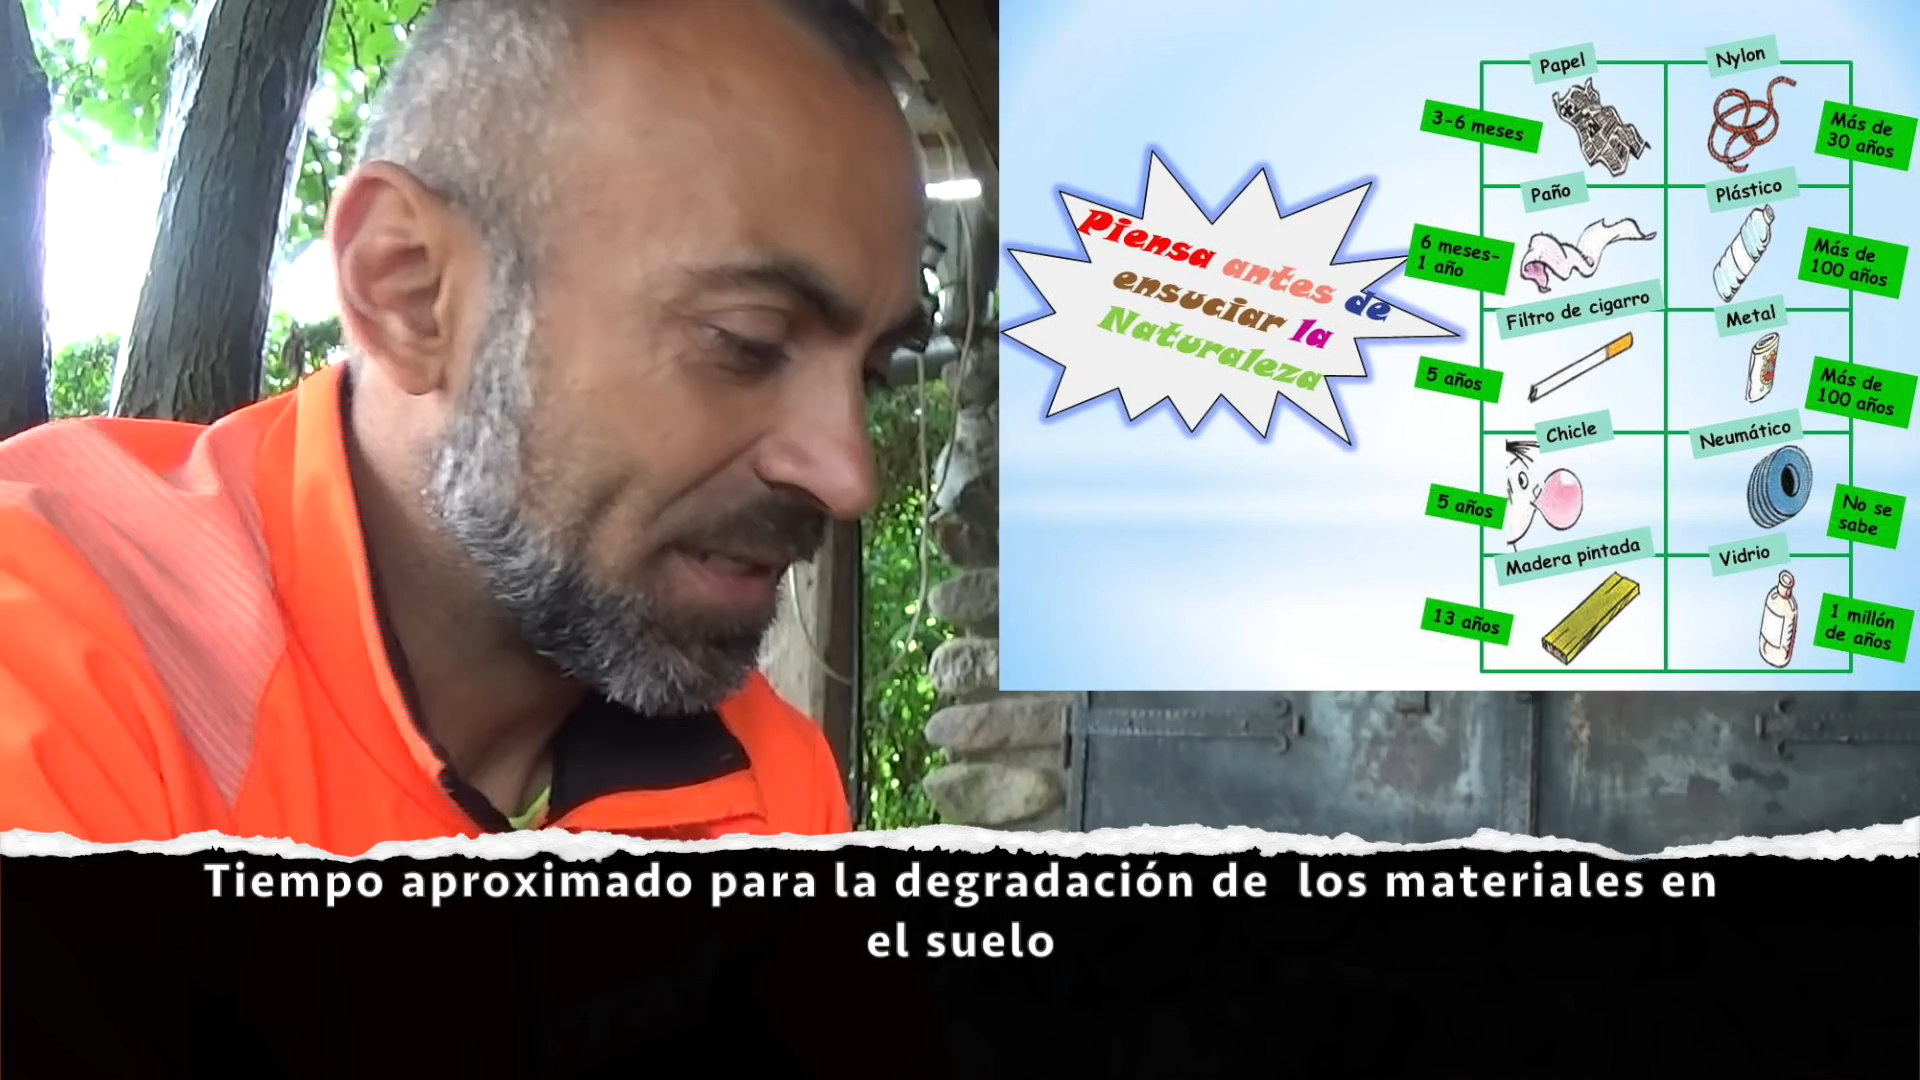 Piensa antes de
ensuciar la
Naturaleza
Papel
3-6 meses
Nylon
Más de
30 años
Paño
6 meses-
1 año
Plástico
Más de
100 años
Filtro de cigarro
5 años
Metal
Más de
100 años
Chicle
5 años
Neumático
No se
sabe
Madera pintada
13 años
Vidrio
1 millón
de años
Tiempo aproximado para la degradación de los materiales en
el suelo